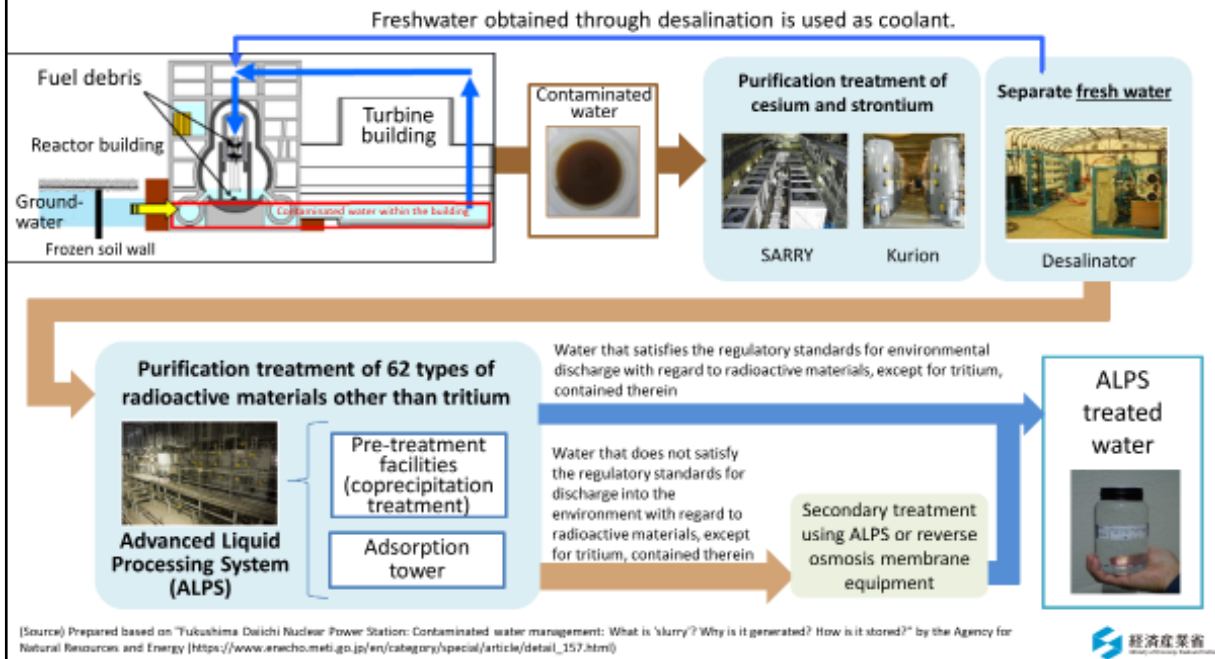 Freshwater obtained through desalination is used as coolant.
Fuel debris
Reactor building
Ground-
water
Frozen soil wall
Turbine
building
Contaminated water within the building
Contaminated
water
Purification treatment of
cesium and strontium
SARRY
Kurion
Separate fresh water
Desalinator
Purification treatment of 62 types of
radioactive materials other than tritium
Advanced Liquid
Processing System
(ALPS)
Pre-treatment
facilities
(coprecipitation
treatment)
Adsorption
tower
Water that satisfies the regulatory standards for environmental
discharge with regard to radioactive materials, except for tritium,
contained therein
Water that does not satisfy
the regulatory standards for
discharge into the
environment with regard to
radioactive materials, except
for tritium, contained therein
Secondary treatment
using ALPS or reverse
osmosis membrane
equipment
ALPS
treated
water
(Source) Prepared based on "Fukushima Daiichi Nuclear Power Station: Contaminated water management: What is 'slurry'? Why is it generated? How is it stored?" by the Agency for
Natural Resources and Energy (https://www.enecho.meti.go.jp/en/category/special/article/detail_157.html)
経済産業省